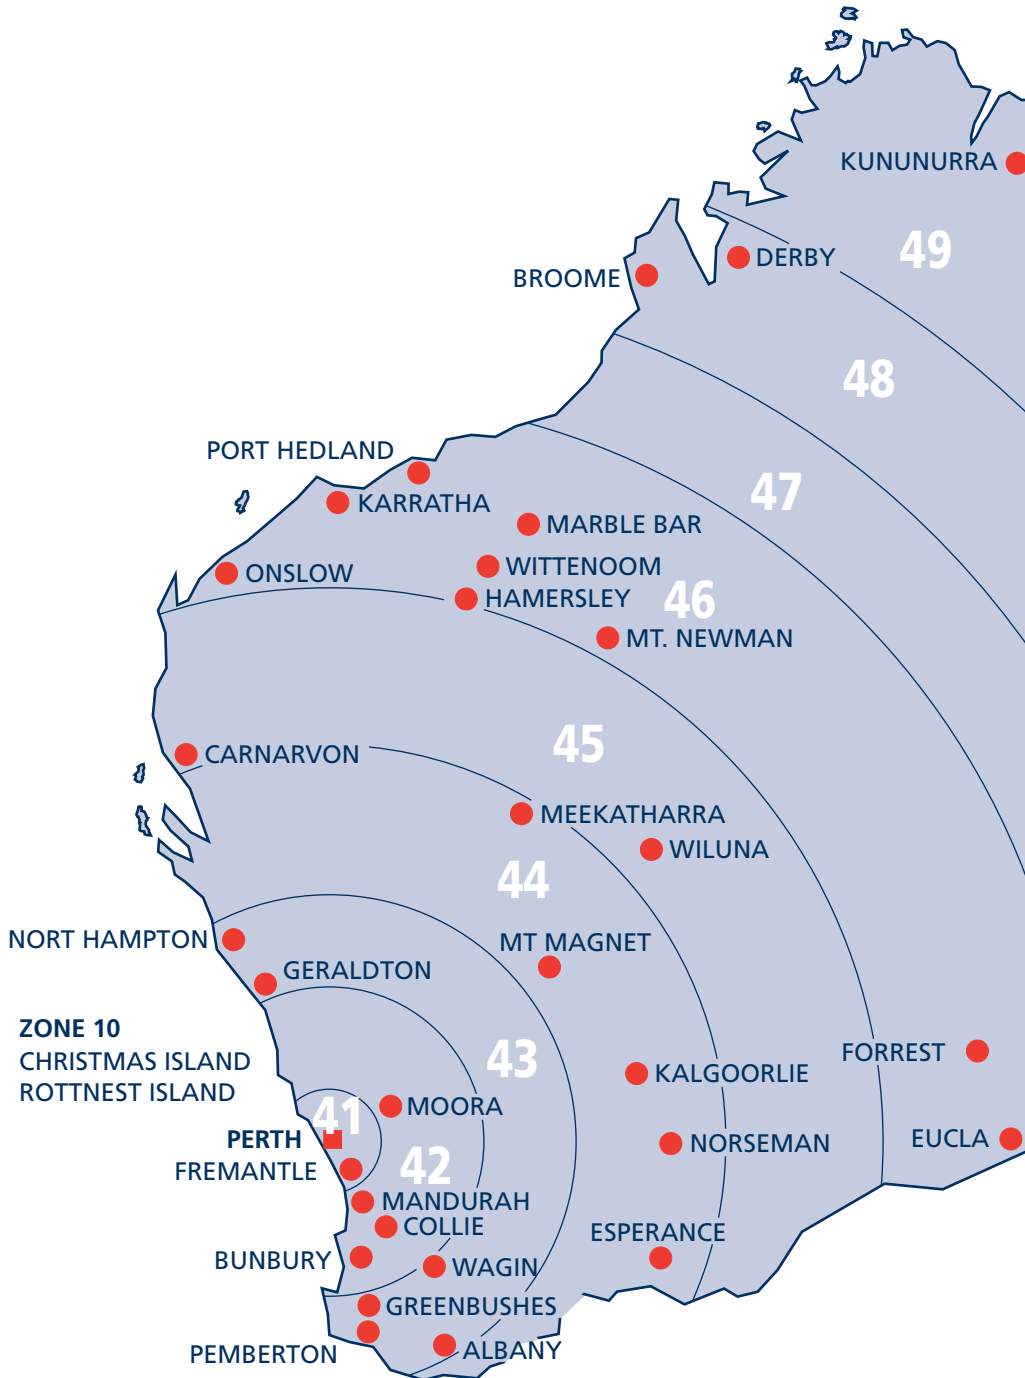 KUNUNURRA
49
DERBY
BROOME
48
PORT HEDLAND
47
KARRATHA
MARBLE BAR
WITTENOOM
ONSLOW
HAMERSLEY
46
MT. NEWMAN
45
CARNARVON
MEEKATHARRA
WILUNA
44
NORT HAMPTON
MT MAGNET
GERALDTON
ZONE 10
CHRISTMAS ISLAND
ROTTNEST ISLAND
43
FORREST
KALGOORLIE
MOORA
41
PERTH
NORSEMAN
EUCLA
FREMANTLE
42
MANDURAH
COLLIE
ESPERANCE
BUNBURY
WAGIN
GREENBUSHES
PEMBERTON
ALBANY